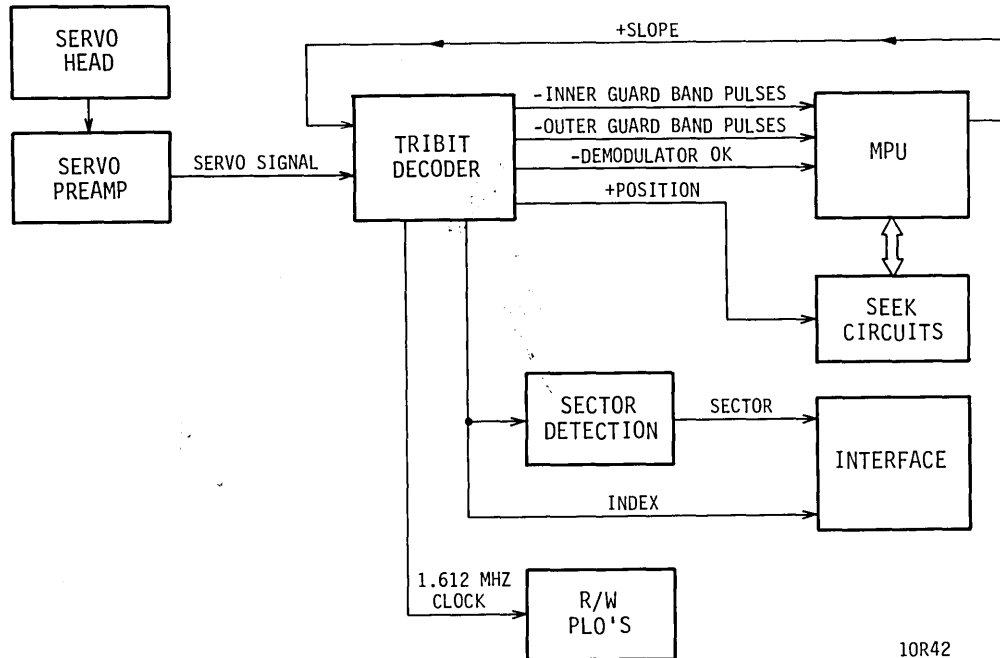 SERVO
HEAD
+SLOPE
SERVO
PREAMP
SERVO SIGNAL
TRIBIT
DECODER
-INNER GUARD BAND PULSES
-OUTER GUARD BAND PULSES
-DEMODULATOR OK
+POSITION
MPU
SEEK
CIRCUITS
SECTOR
DETECTION
SECTOR
INTERFACE
INDEX
1.612 MHZ
CLOCK
R/W
PLO'S
10R42